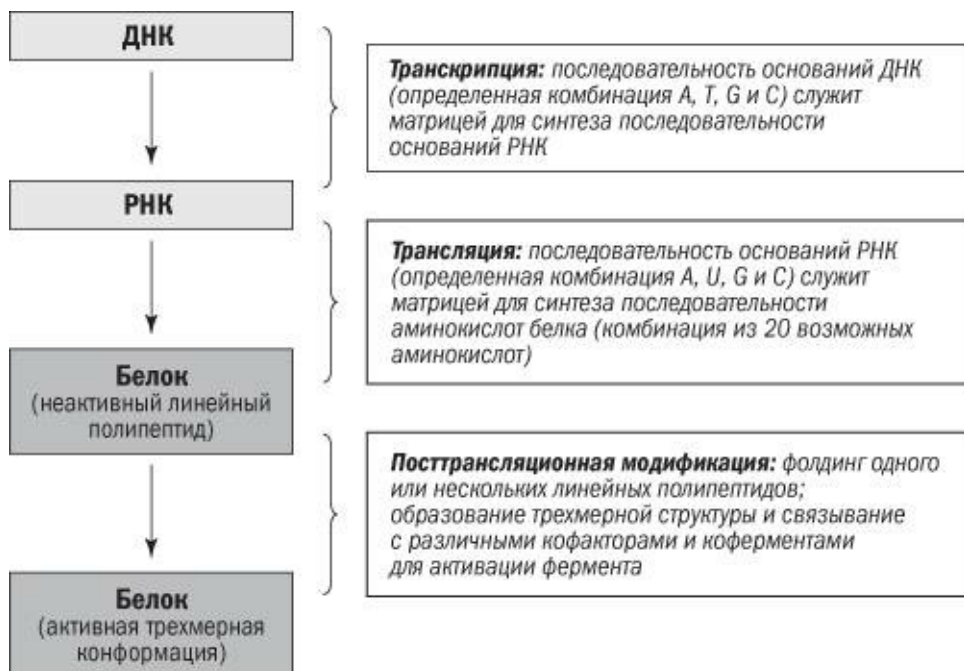 ДНК
Транскрипция: последовательность оснований ДНК
(определенная комбинация A, T, G и C) служит
матрицей для синтеза последовательности
оснований РНК
РНК
Трансляция: последовательность оснований РНК
(определенная комбинация A, U, G и C) служит
матрицей для синтеза последовательности
аминокислот белка (комбинация из 20 возможных
аминокислот)
Белок
(неактивный линейный
полипептид)
Посттрансляционная модификация: фолдинг одного
или нескольких линейных полипептидов;
образование трехмерной структуры и связывание
с различными кофакторами и коферментами
для активации фермента
Белок
(активная трехмерная
конформация)